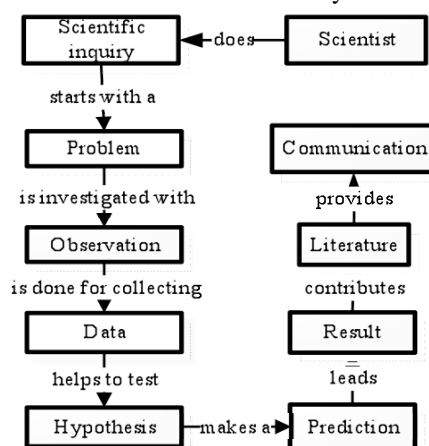 Scientific
inquiry
does
Scientist
starts with a
Problem
is investigated with
Observation
is done for collecting
Data
helps to test
Hypothesis
makes a
Prediction
leads
Result
contributes
Literature
provides
Communication